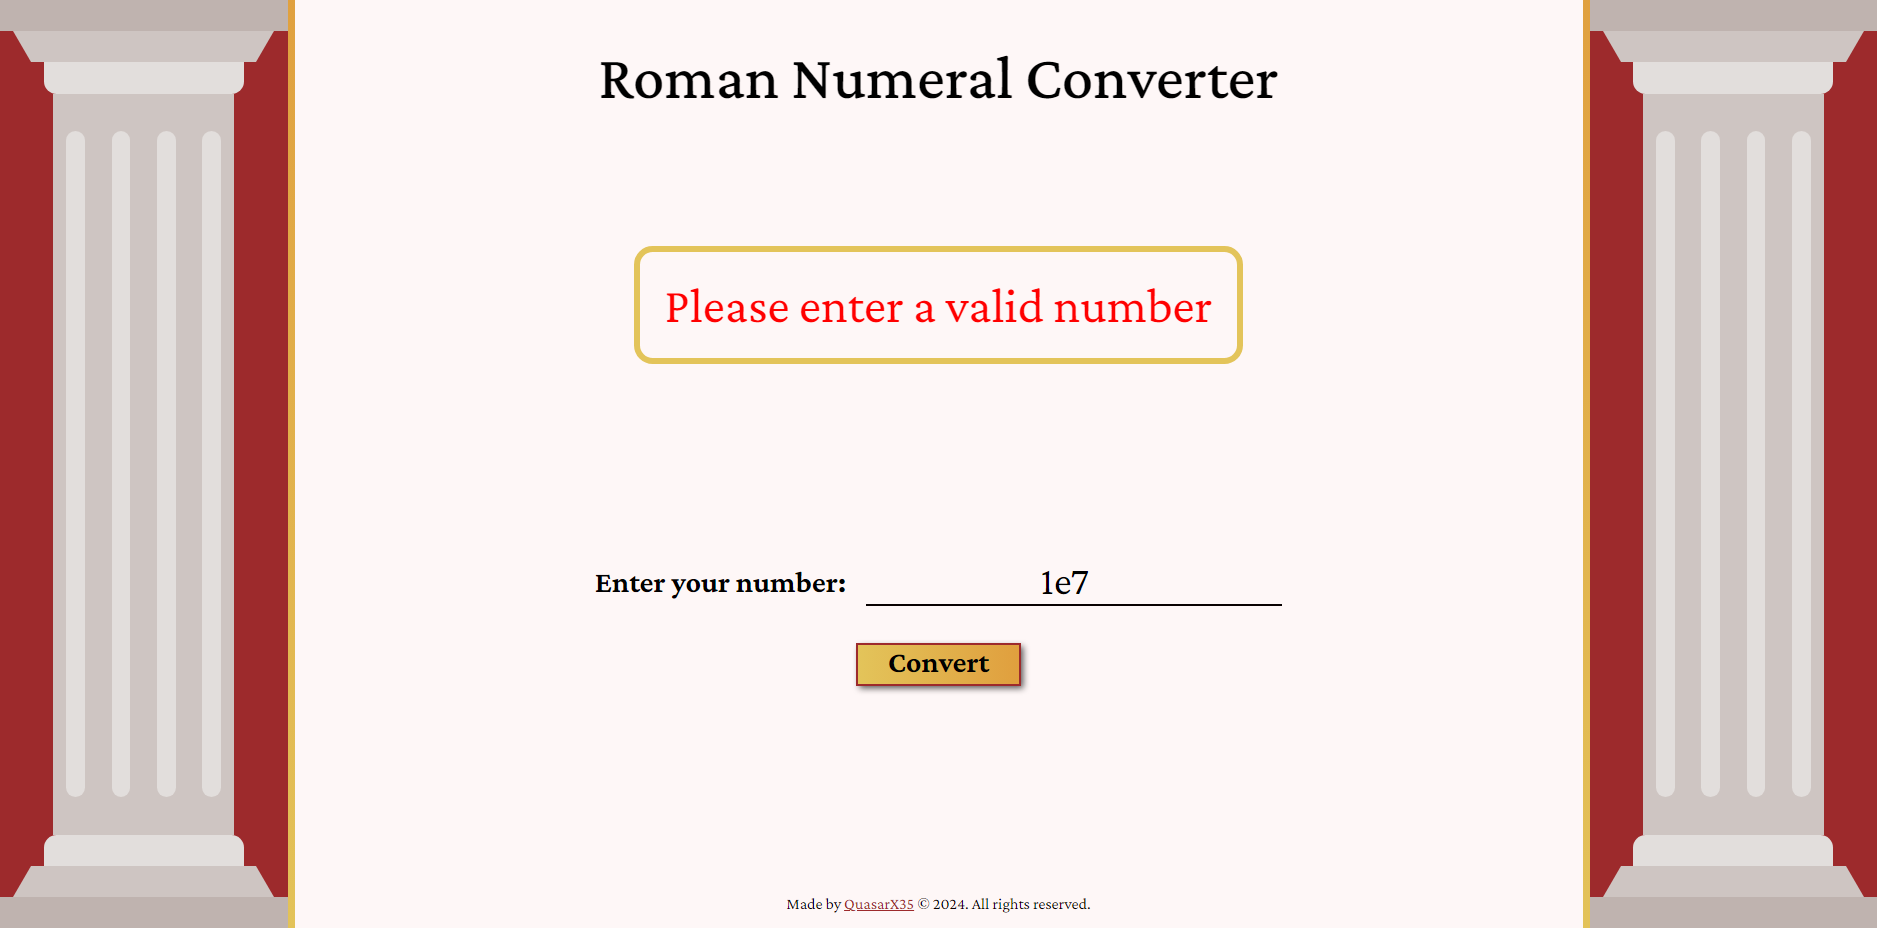 Roman Numeral Converter
Please enter a valid number
Enter your number: 1e7
Convert
Made by QuasarX35 © 2024. All rights reserved.